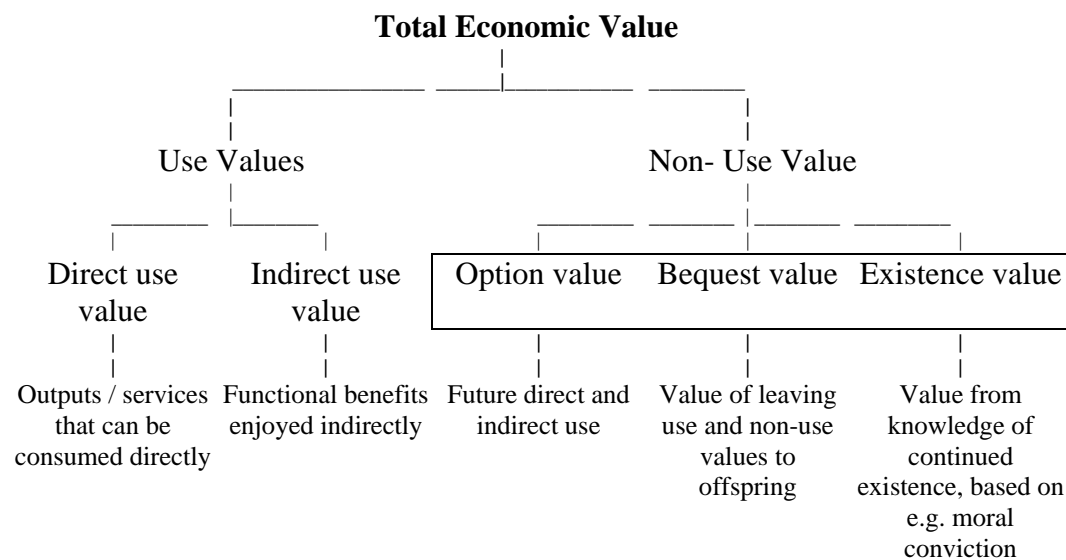 Total Economic Value
Use Values
Non- Use Value
Direct use
value
Indirect use
value
Option value
Bequest value
Existence value
Outputs / services
that can be
consumed directly
Functional benefits
enjoyed indirectly
Future direct and
indirect use
Value of leaving
use and non-use
values to
offspring
Value from
knowledge of
continued
existence, based on
e.g. moral
conviction